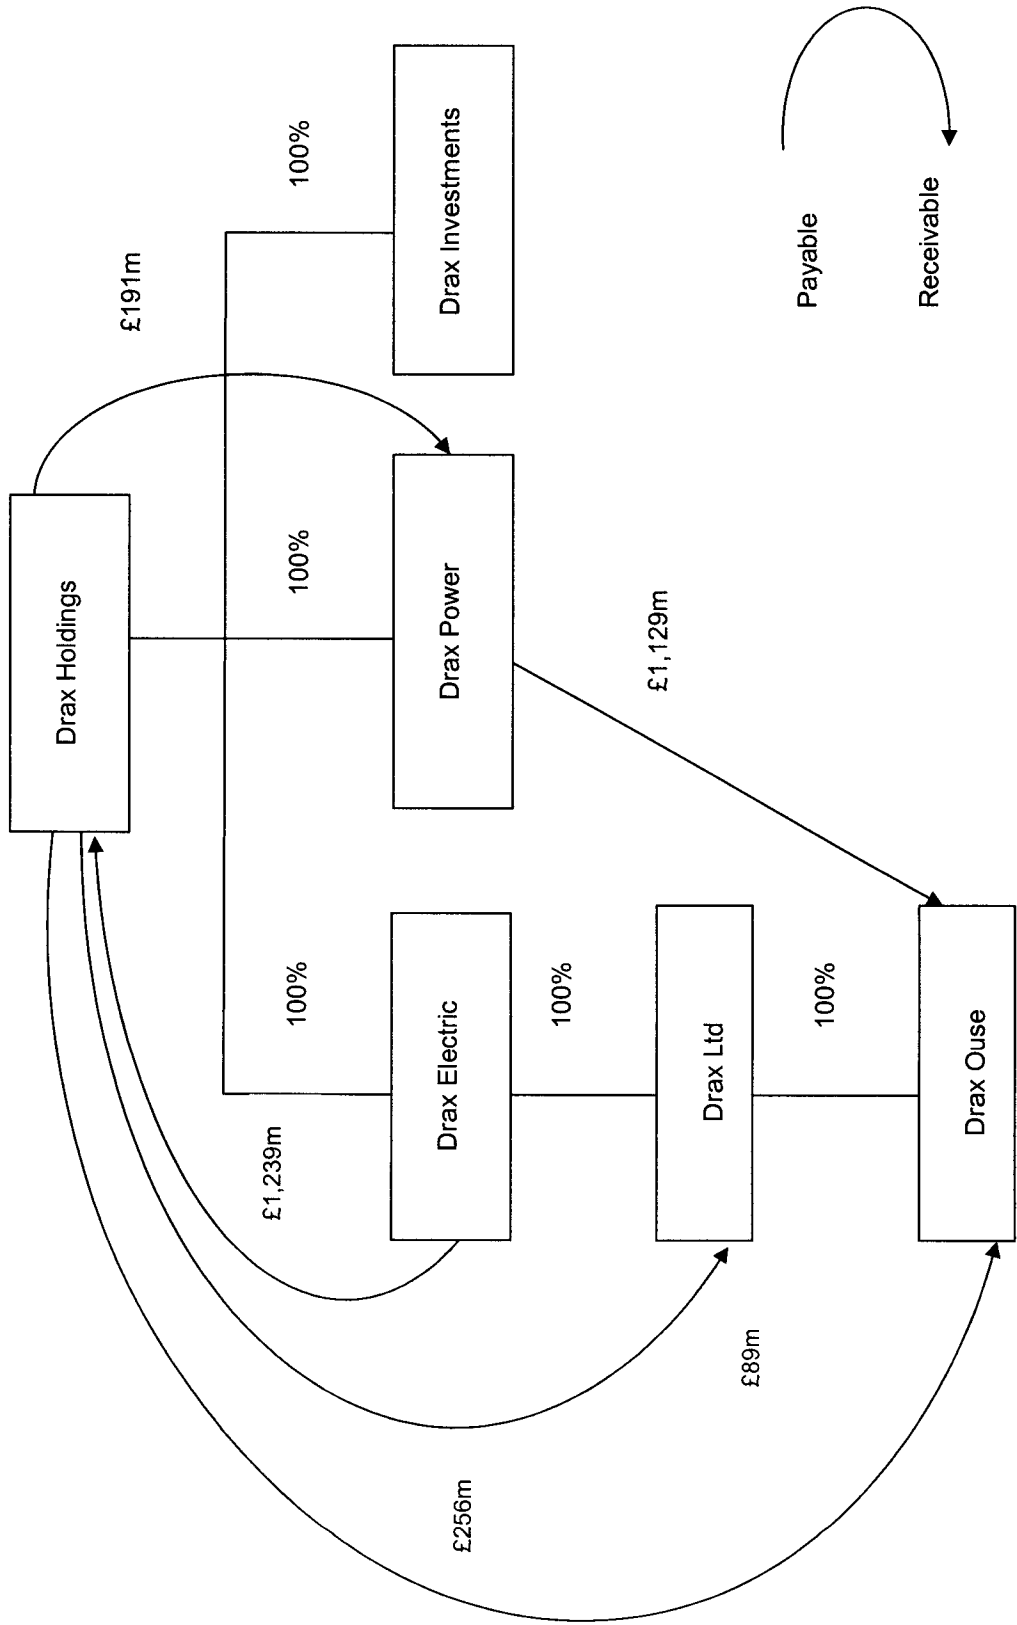 Drax Holdings
£191m
£1,239m
100%
100%
100%
Drax Electric
Drax Power
Drax Investments
£256m
100%
£1,129m
Drax Ltd
£89m
100%
Payable
Drax Ouse
Receivable